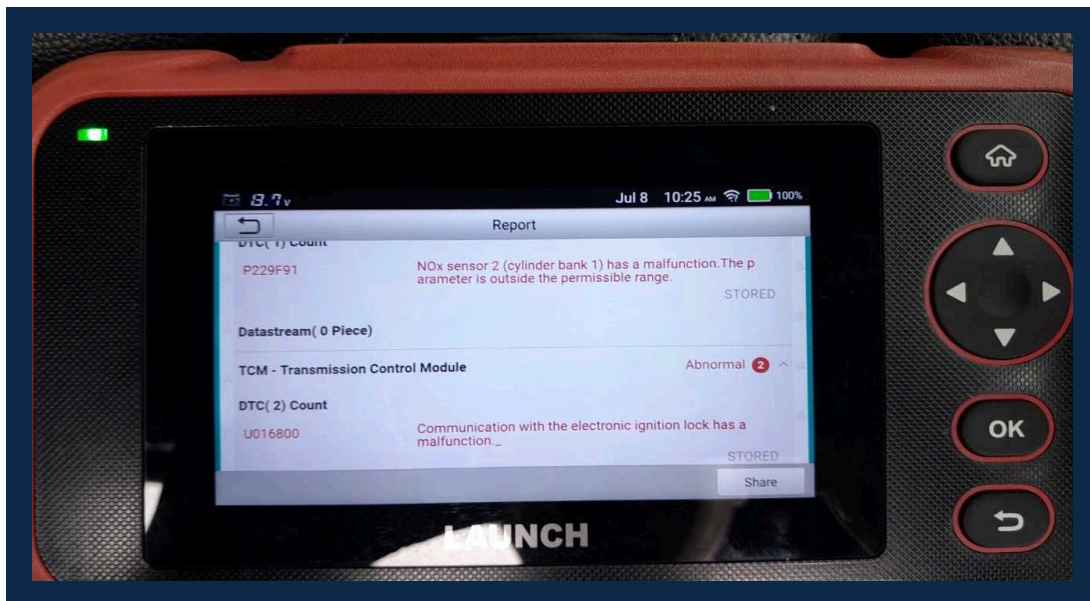 8.7v Jul 8 10:25 AM 100%
Report
DTC( 1) Count
P229F91 NOx sensor 2 (cylinder bank 1) has a malfunction.The p
arameter is outside the permissible range.
STORED
Datastream( 0 Piece)
TCM - Transmission Control Module Abnormal 2
DTC( 2) Count
U016800 Communication with the electronic ignition lock has a
malfunction._
STORED
Share
OK
LAUNCH